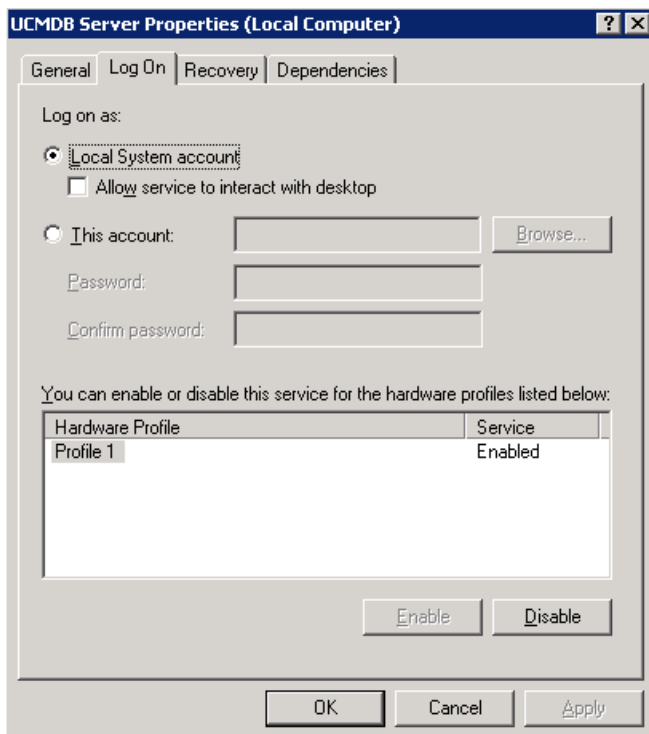 UCMDB Server Properties (Local Computer)
General Log On Recovery Dependencies
Log on as:
Local System account
Allow service to interact with desktop
This account: Browse...
Password:
Confirm password:
You can enable or disable this service for the hardware profiles listed below:
Hardware Profile Service
Profile 1 Enabled
Enable Disable
OK Cancel Apply